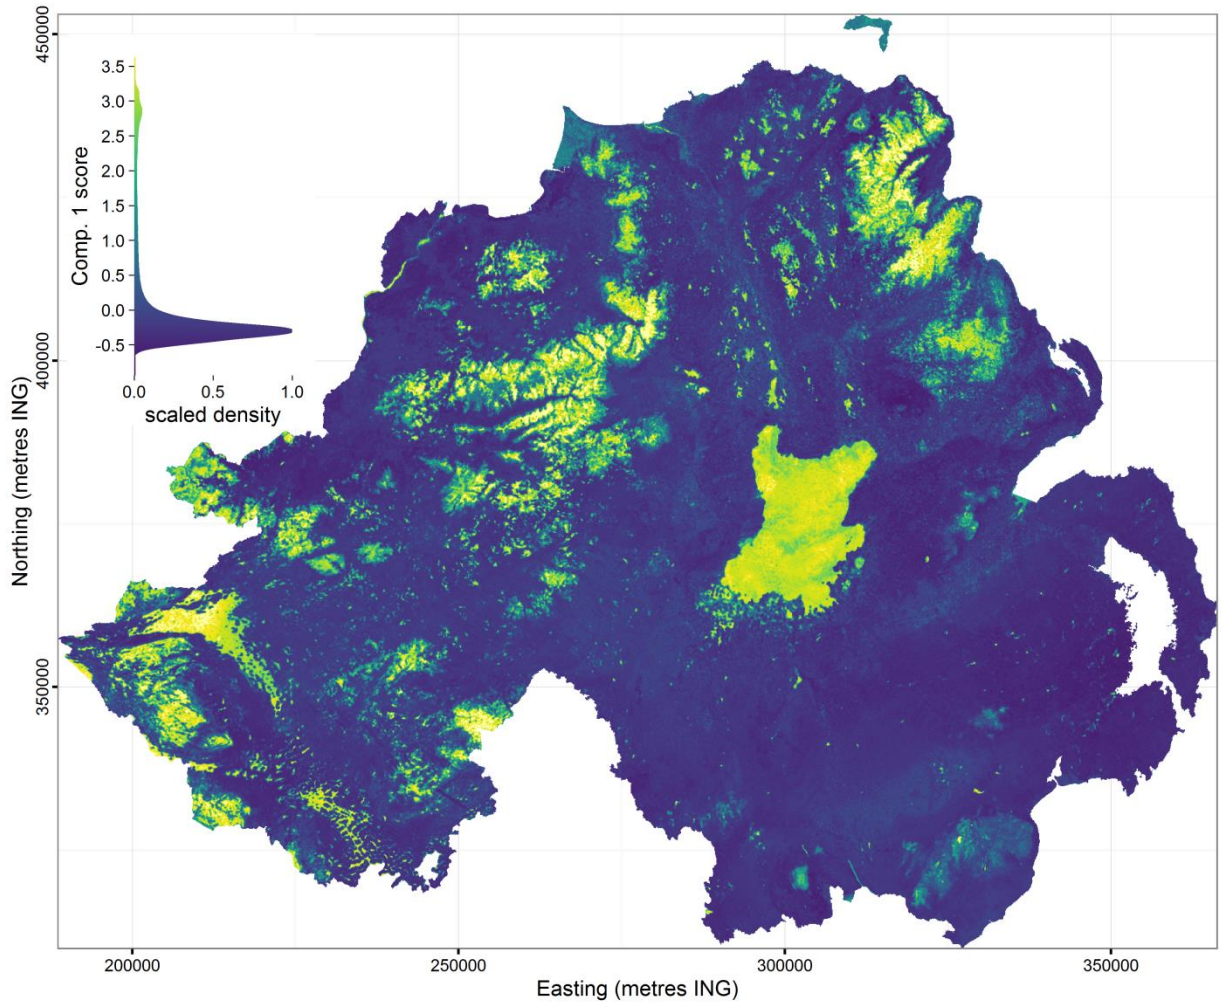 450000
400000
350000
Northing (metres ING)
3.5
3.0
2.5
2.0
1.5
1.0
0.5
0.0
-0.5
Comp. 1 score
0.0 0.5 1.0
scaled density
200000 250000 300000 350000
Easting (metres ING)